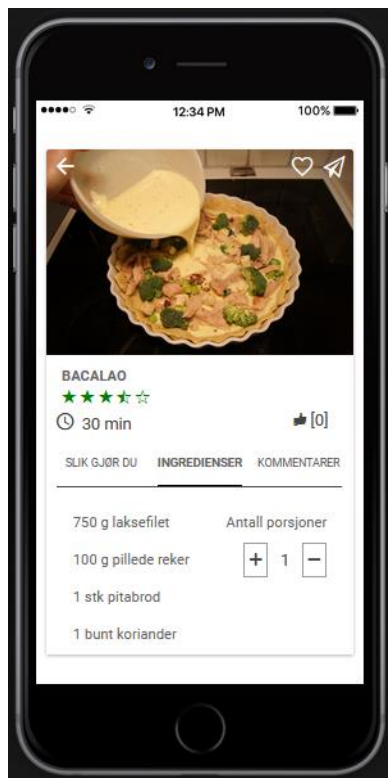 12:34 PM 100%
BACALAO
30 min [0]
SLIK GJØR DU INGREDIENSER KOMMENTARER
750 g laksefilet Antall porsjoner
100 g pillede reker + 1 −
1 stk pitabrod
1 bunt koriander